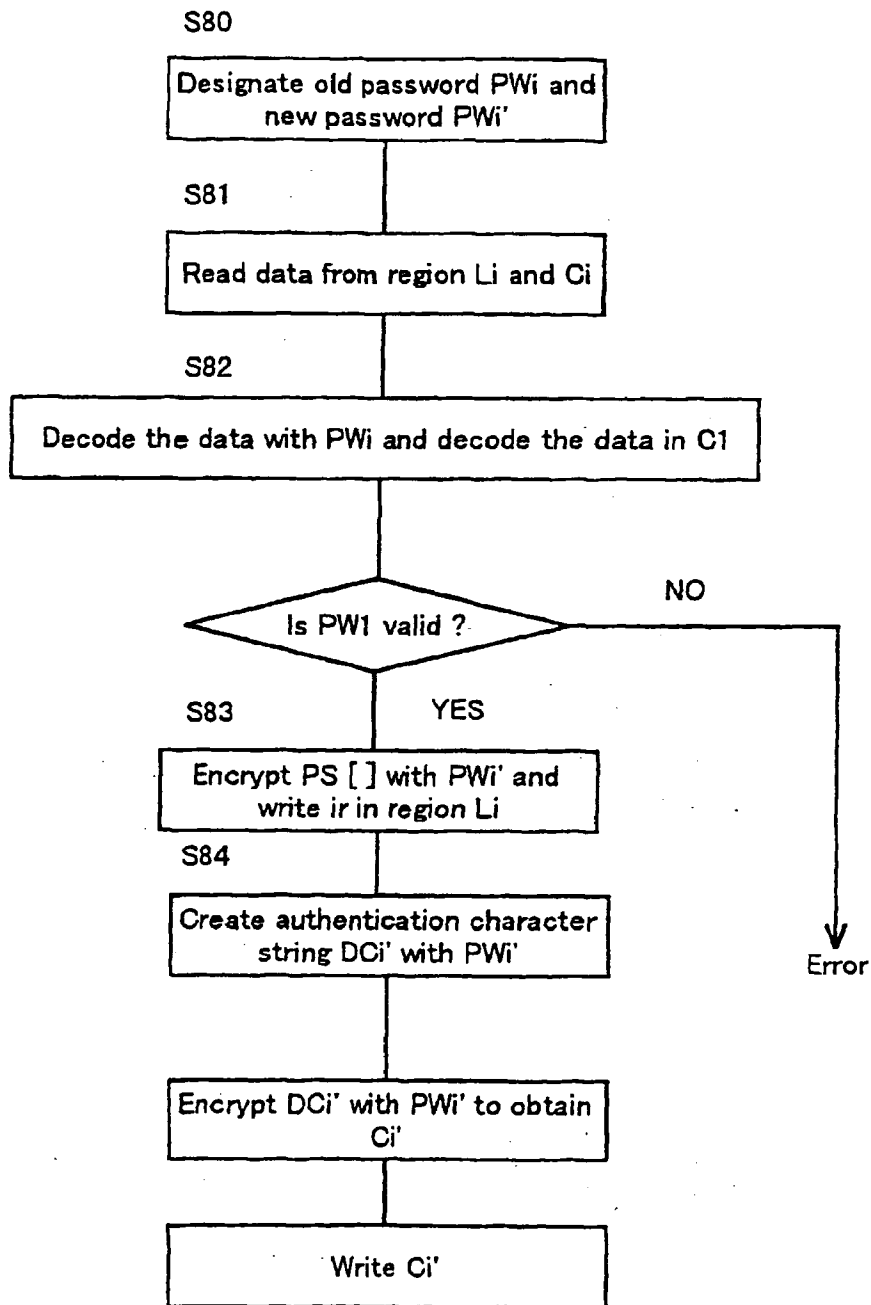 S80
Designate old password PWi and
new password PWi'
S81
Read data from region Li and Ci
S82
Decode the data with PWi and decode the data in C1
Is PW1 valid ?
NO
S83
YES
Encrypt PS [ ] with PWi' and
write ir in region Li
S84
Create authentication character
string DCi' with PWi'
Error
Encrypt DCi' with PWi' to obtain
Ci'
Write Ci'